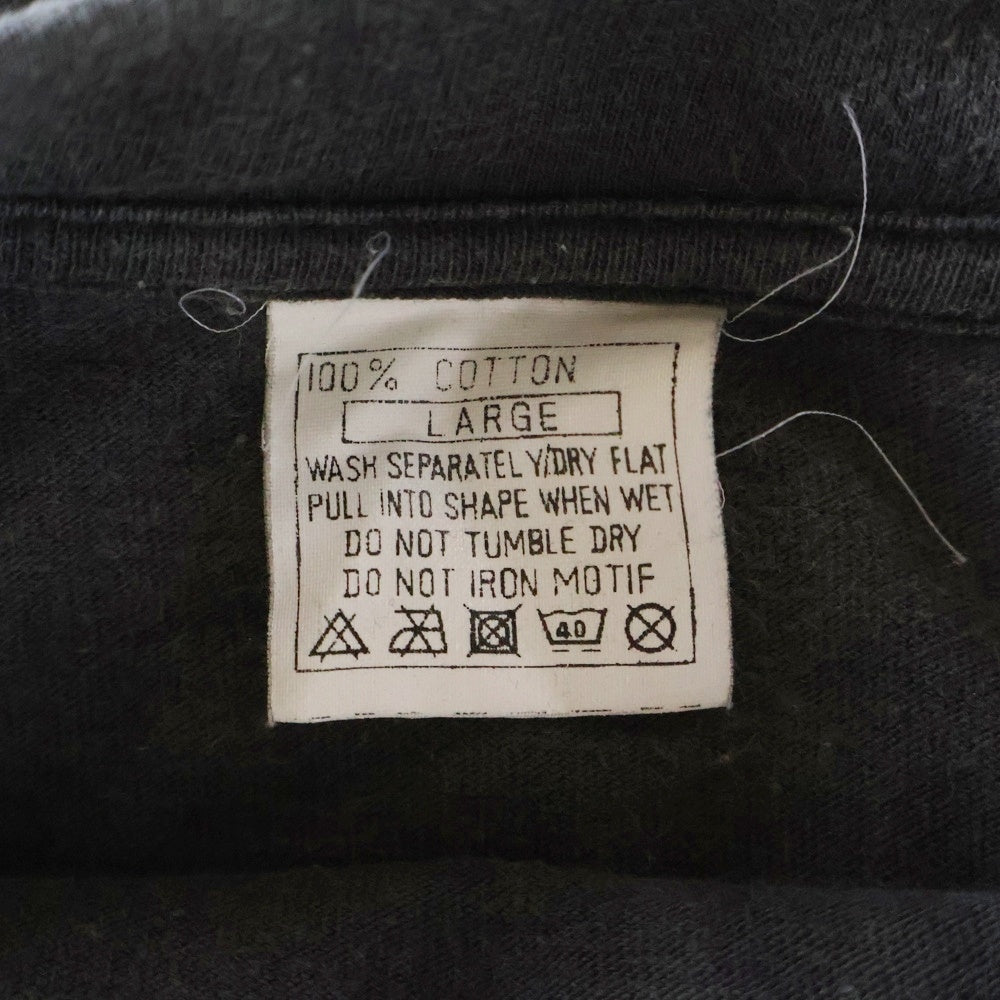 100% COTTON
LARGE
WASH SEPARATELY/DRY FLAT
PULL INTO SHAPE WHEN WET
DO NOT TUMBLE DRY
DO NOT IRON MOTIF
40